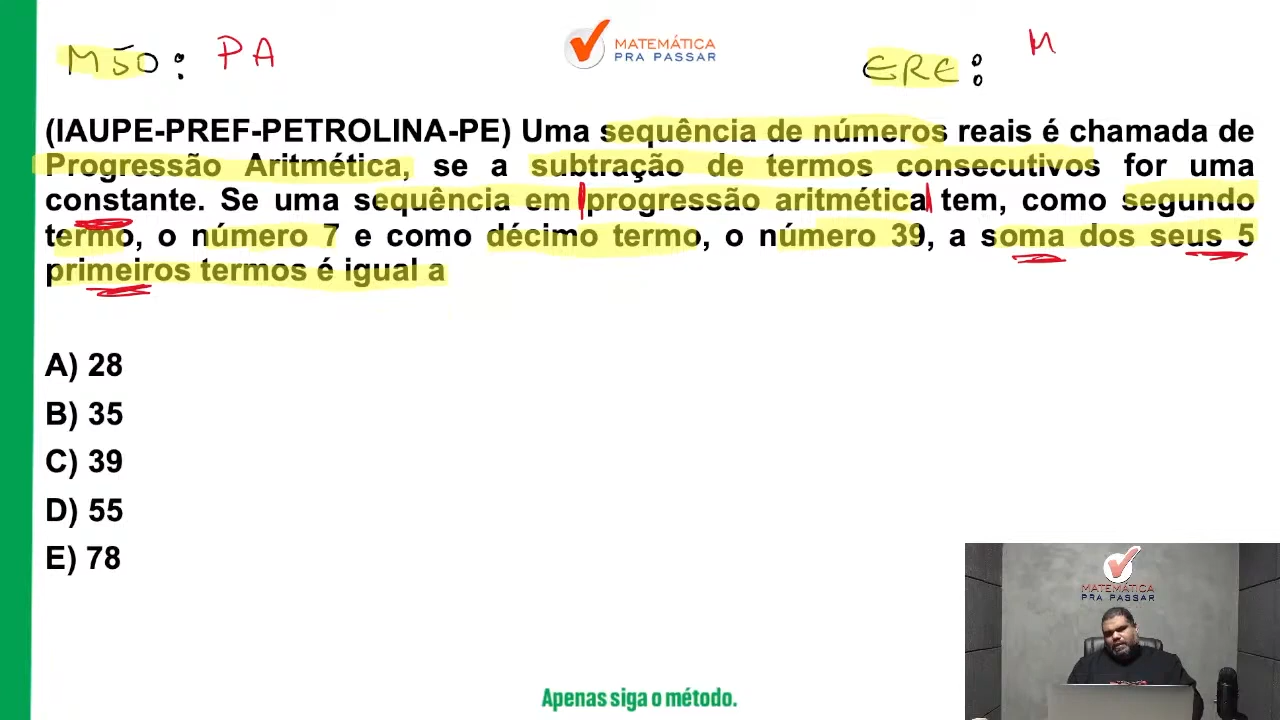 M50: PA
MATEMÁTICA
PRA PASSAR
ERE: M
(IAUPE-PREF-PETROLINA-PE) Uma sequência de números reais é chamada de
Progressão Aritmética, se a subtração de termos consecutivos for uma
constante. Se uma sequência em progressão aritmética tem, como segundo
termo, o número 7 e como décimo termo, o número 39, a soma dos seus 5
primeiros termos é igual a
A) 28
B) 35
C) 39
D) 55
E) 78
MATEMÁTICA
PRA PASSAR
Apenas siga o método.